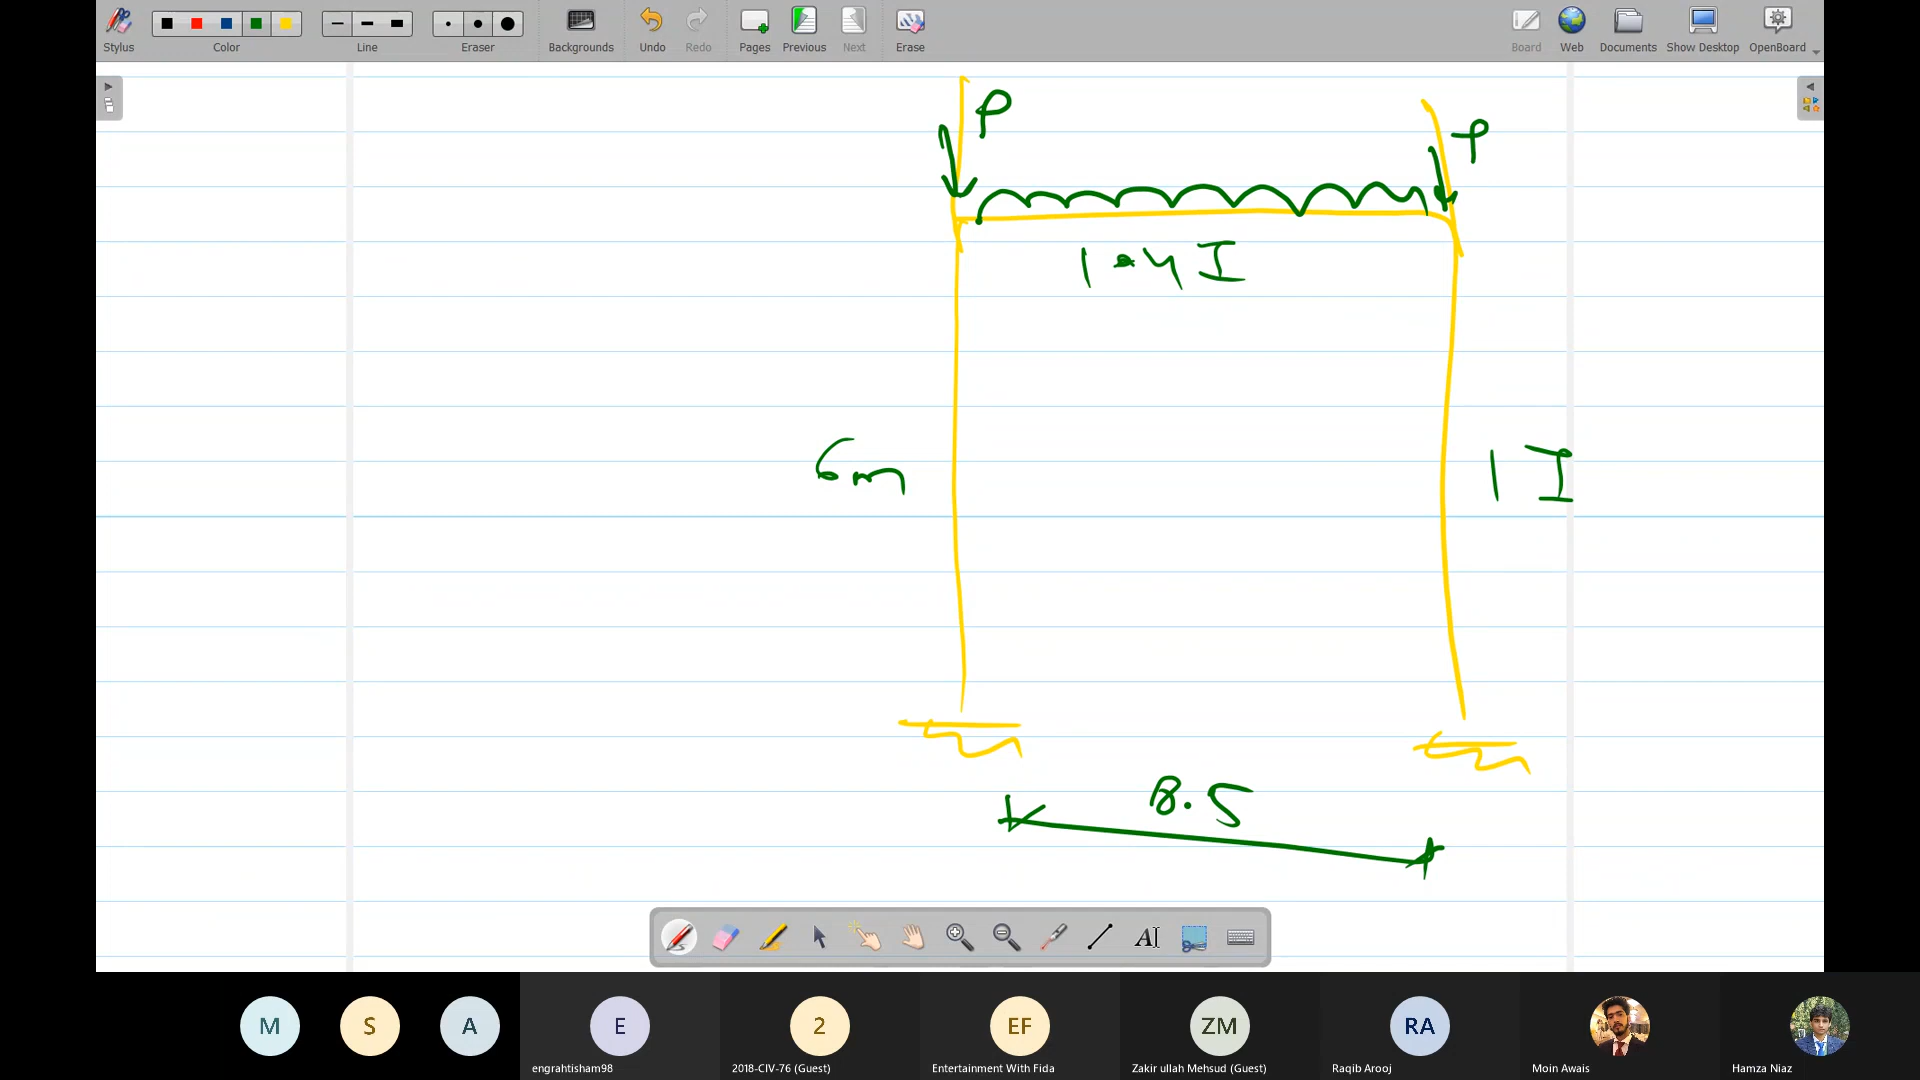 Stylus
Color
Line
Eraser
Backgrounds
Undo
Redo
Pages
Previous
Next
Erase
Board
Web
Documents
Show Desktop
OpenBoard
P
P
1.4 I
6m
1 I
8.5
A
M
S
A
E
2
EF
ZM
RA
engrahtisham98
2018-CIV-76 (Guest)
Entertainment With Fida
Zakir ullah Mehsud (Guest)
Raqib Arooj
Moin Awais
Hamza Niaz